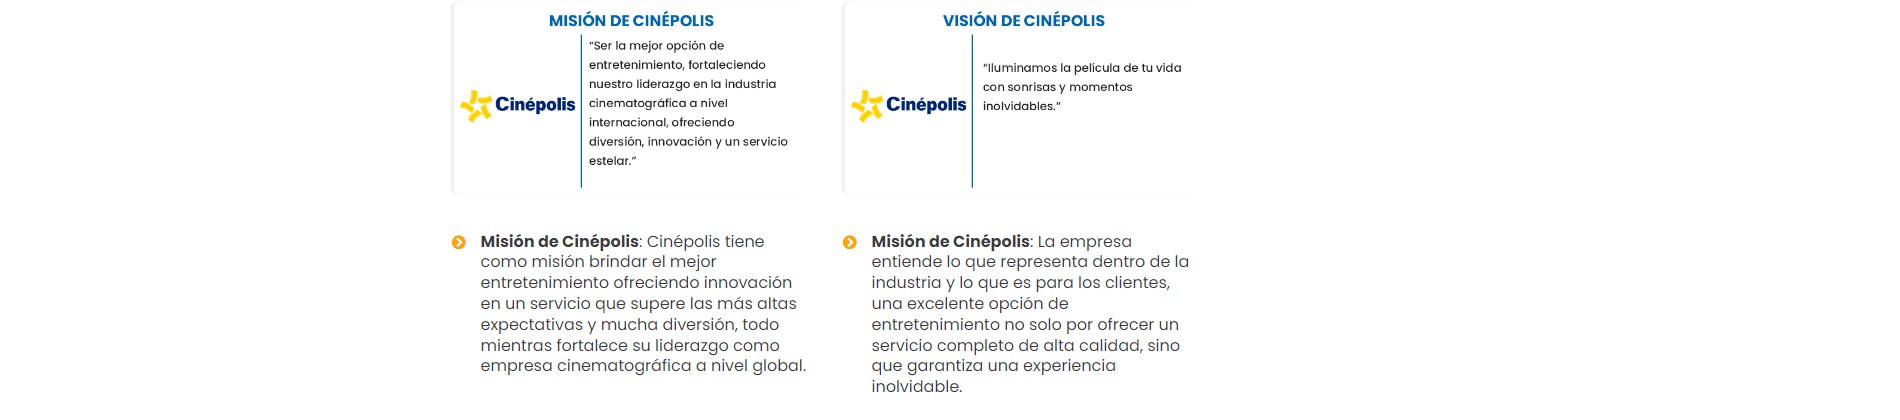 MISIÓN DE CINÉPOLIS
“Ser la mejor opción de
entretenimiento, fortaleciendo
nuestro liderazgo en la industria
cinematográfica a nivel
internacional, ofreciendo
diversión, innovación y un servicio
estelar.”
Cinépolis
Misión de Cinépolis: Cinépolis tiene
como misión brindar el mejor
entretenimiento ofreciendo innovación
en un servicio que supere las más altas
expectativas y mucha diversión, todo
mientras fortalece su liderazgo como
empresa cinematográfica a nivel global.
VISIÓN DE CINÉPOLIS
“Iluminamos la película de tu vida
con sonrisas y momentos
inolvidables.”
Cinépolis
Misión de Cinépolis: La empresa
entiende lo que representa dentro de la
industria y lo que es para los clientes,
una excelente opción de
entretenimiento no solo por ofrecer un
servicio completo de alta calidad, sino
que garantiza una experiencia
inolvidable.